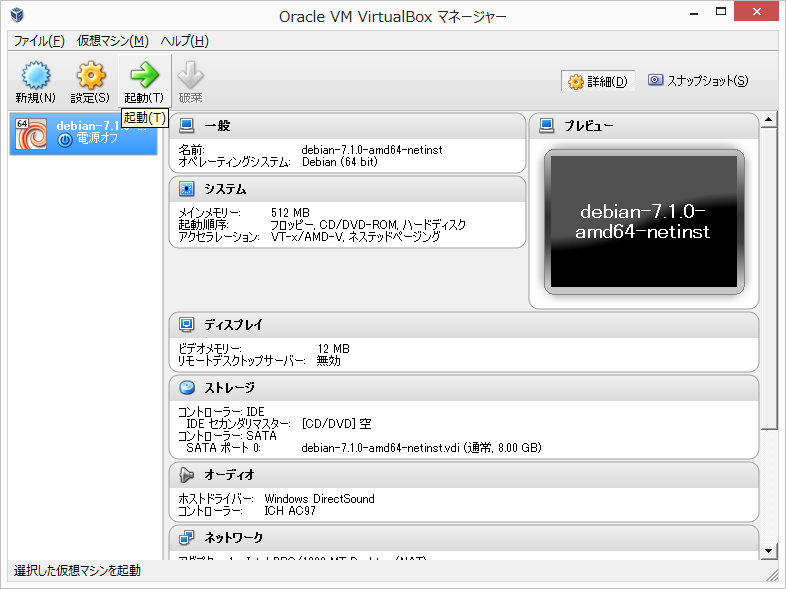 Oracle VM VirtualBox マネージャー
ファイル(F) 仮想マシン(M) ヘルプ(H)
新規(N) 設定(S) 起動(T) 破棄
詳細(D) スナップショット(S)
起動(T)
64
debian-7.1.0-...
電源オフ
一般
名前: debian-7.1.0-amd64-netinst
オペレーティングシステム: Debian (64 bit)
システム
メインメモリー: 512 MB
起動順序: フロッピー, CD/DVD-ROM, ハードディスク
アクセラレーション: VT-x/AMD-V, ネステッドページング
プレビュー
debian-7.1.0-
amd64-netinst
ディスプレイ
ビデオメモリー: 12 MB
リモートデスクトップサーバー: 無効
ストレージ
コントローラー: IDE
IDE セカンダリマスター: [CD/DVD] 空
コントローラー: SATA
SATA ポート 0: debian-7.1.0-amd64-netinst.vdi (通常, 8.00 GB)
オーディオ
ホストドライバー: Windows DirectSound
コントローラー: ICH AC97
ネットワーク
選択した仮想マシンを起動